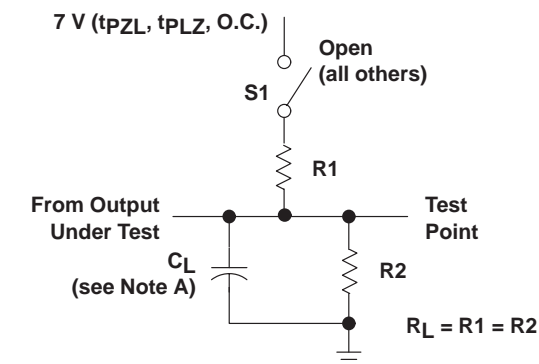 7 V (tPZL, tPLZ, O.C.)
Open
(all others)
S1
R1
From Output
Under Test
Test
Point
CL
(see Note A)
R2
RL = R1 = R2